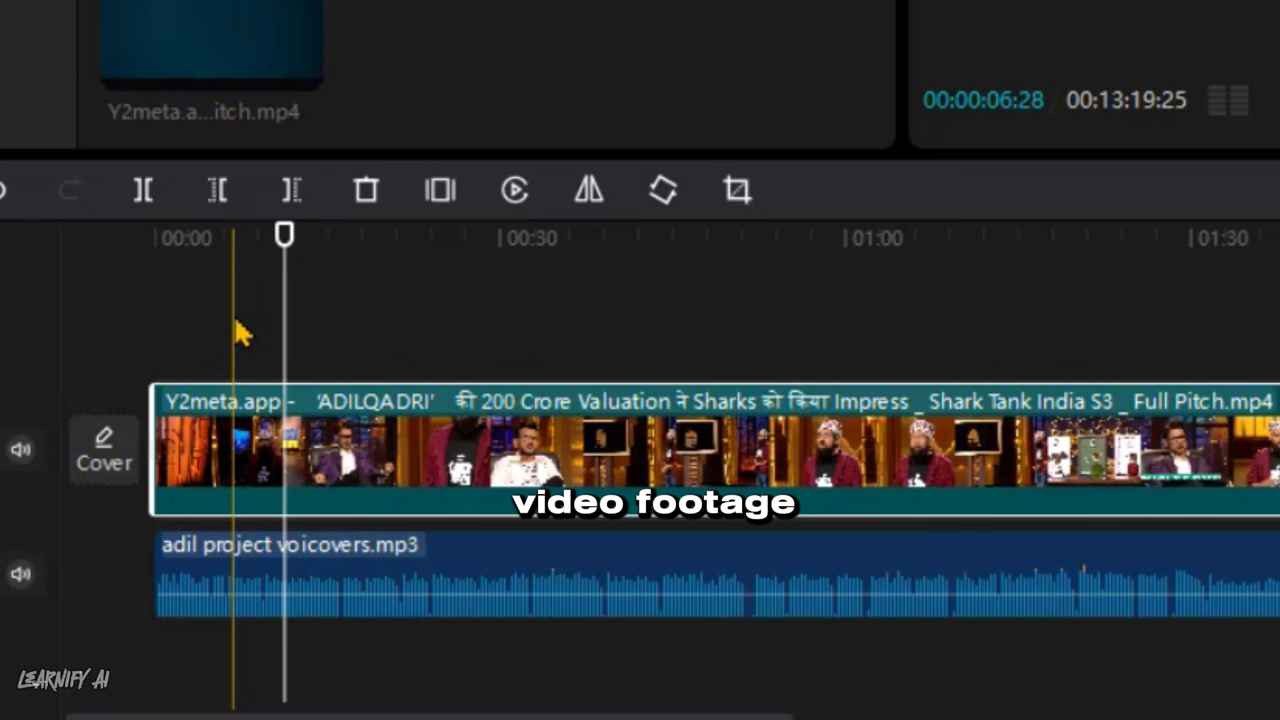 Y2meta.a...itch.mp4
00:00:06:28 00:13:19:25
00:00 00:30 01:00 01:30
Y2meta.app - 'ADILQADRI' की 200 Crore Valuation ने Sharks को किया Impress _ Shark Tank India S3 _ Full Pitch.mp4
Cover
video footage
adil project voicovers.mp3
LEARNIFY AI